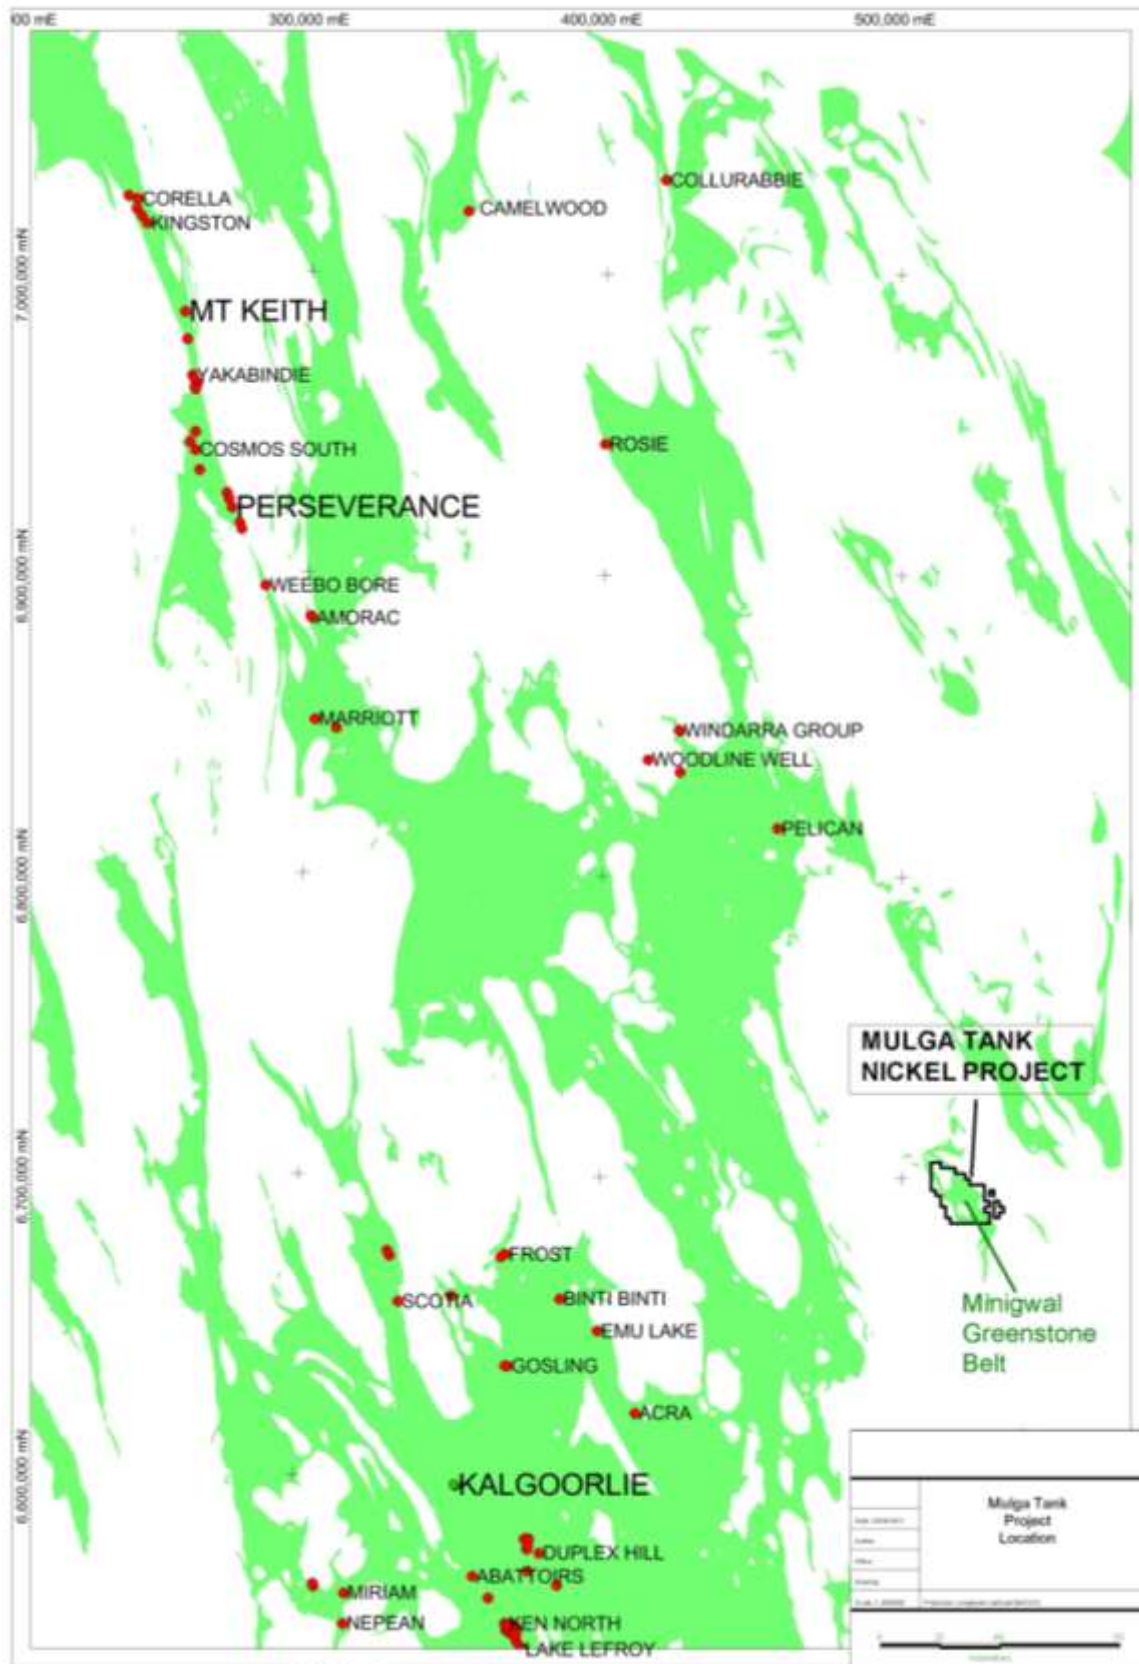 00 mE
300,000 mE
400,000 mE
500,000 mE
7,000,000 mN
6,900,000 mN
6,800,000 mN
6,700,000 mN
6,600,000 mN
CORELLA
KINGSTON
CAMELWOOD
COLLURABBIE
MT KEITH
YAKABINDIE
COSMOS SOUTH
ROSIE
PERSEVERANCE
WEEBO BORE
AMORAC
MARRIOTT
WINDARRA GROUP
WOODLINE WELL
PELICAN
MULGA TANK
NICKEL PROJECT
FROST
SCOTIA
BINTI BINTI
EMU LAKE
GOSLING
ACRA
Minigwal
Greenstone
Belt
KALGOORLIE
DUPLEX HILL
ABATTOIRS
MIRIAM
NEPEAN
KEN NORTH
LAKE LEFROY
Mulga Tank
Project
Location